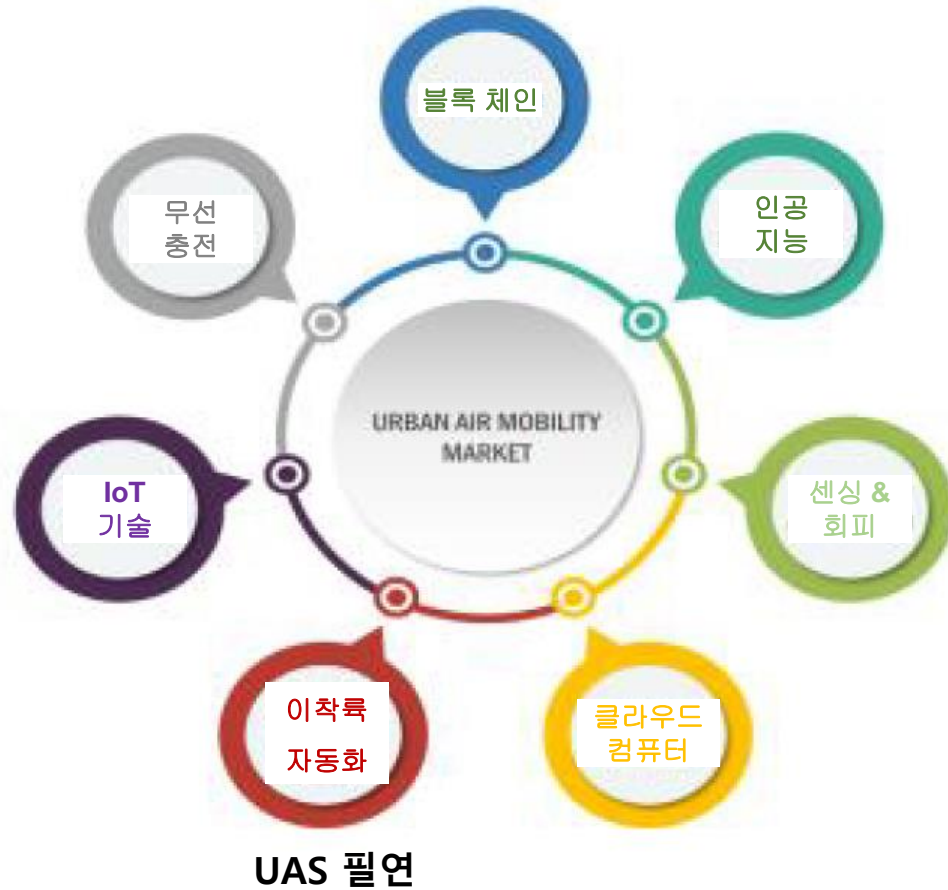 블록 체인
무선
충전
인공
지능
URBAN AIR MOBILITY
MARKET
IoT
기술
센싱 &
회피
이착륙
자동화
클라우드
컴퓨터
UAS 필연